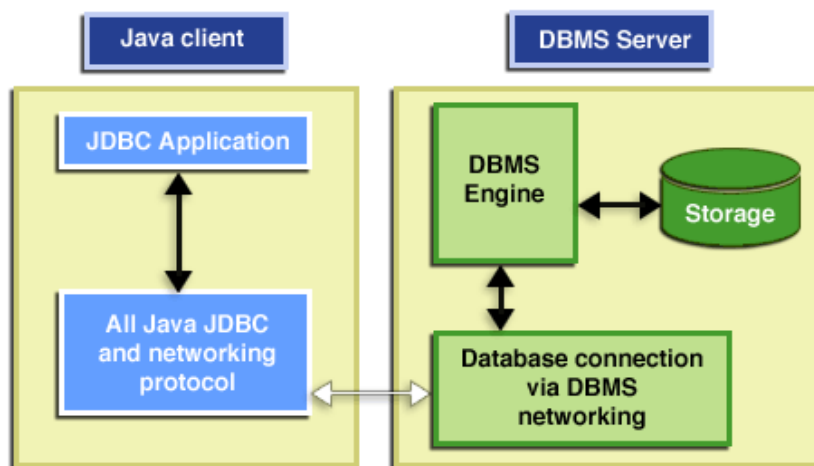 Java client
DBMS Server
JDBC Application
All Java JDBC
and networking
protocol
DBMS
Engine
Storage
Database connection
via DBMS
networking